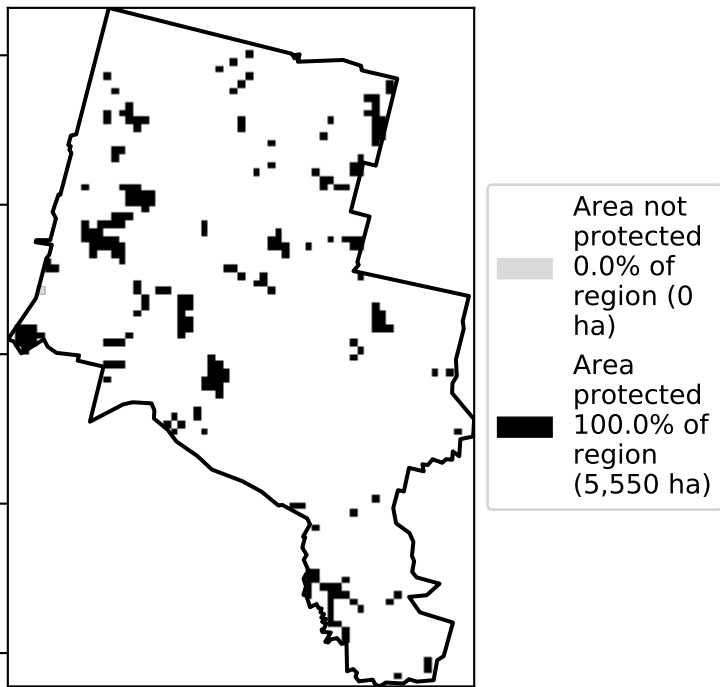 Area not
protected
0.0% of
region (0
ha)
Area
protected
100.0% of
region
(5,550 ha)